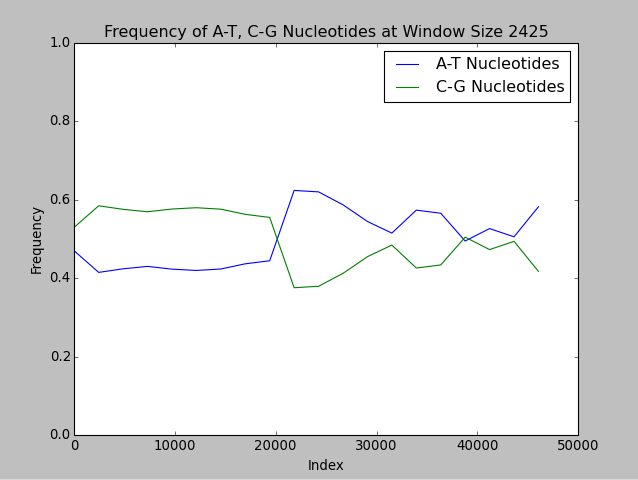 Frequency of A-T, C-G Nucleotides at Window Size 2425
1.0
A-T Nucleotides
C-G Nucleotides
0.8
0.6
Frequency
0.4
0.2
0.0
0 10000 20000 30000 40000 50000
Index